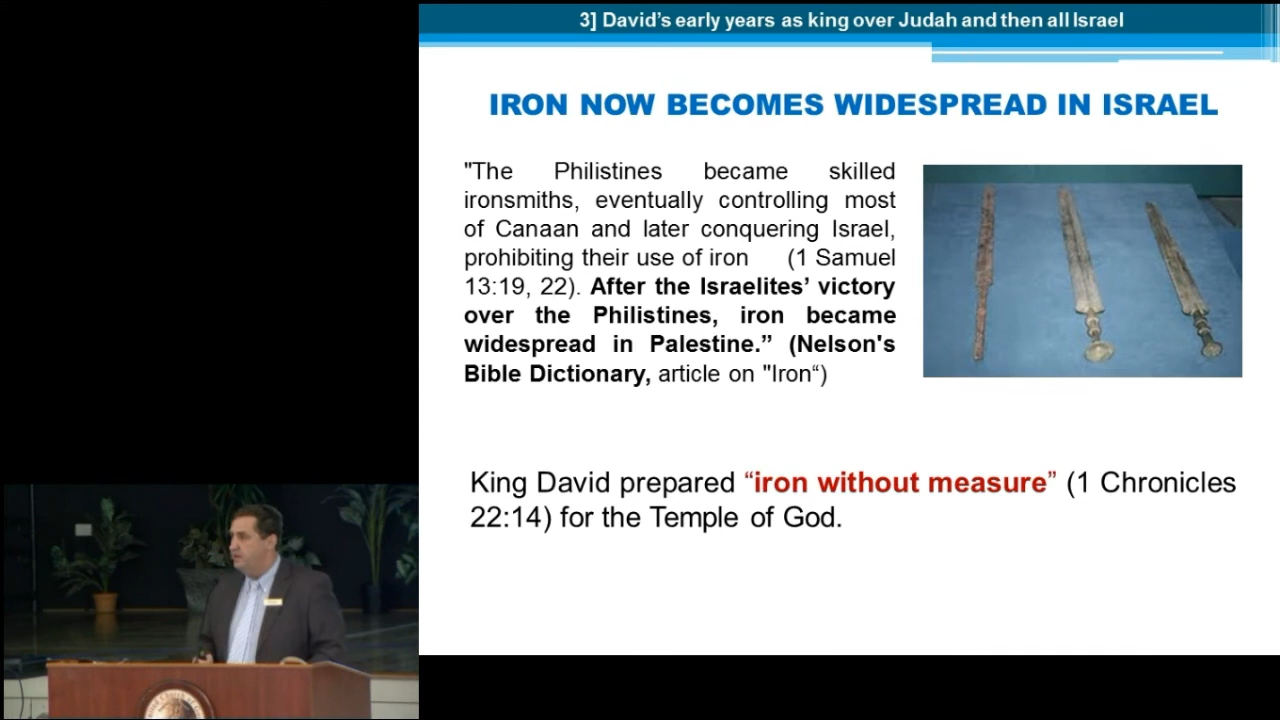 3] David’s early years as king over Judah and then all Israel
IRON NOW BECOMES WIDESPREAD IN ISRAEL
"The Philistines became skilled
ironsmiths, eventually controlling most
of Canaan and later conquering Israel,
prohibiting their use of iron (1 Samuel
13:19, 22). After the Israelites’ victory
over the Philistines, iron became
widespread in Palestine.” (Nelson's
Bible Dictionary, article on "Iron“)
King David prepared “iron without measure” (1 Chronicles
22:14) for the Temple of God.